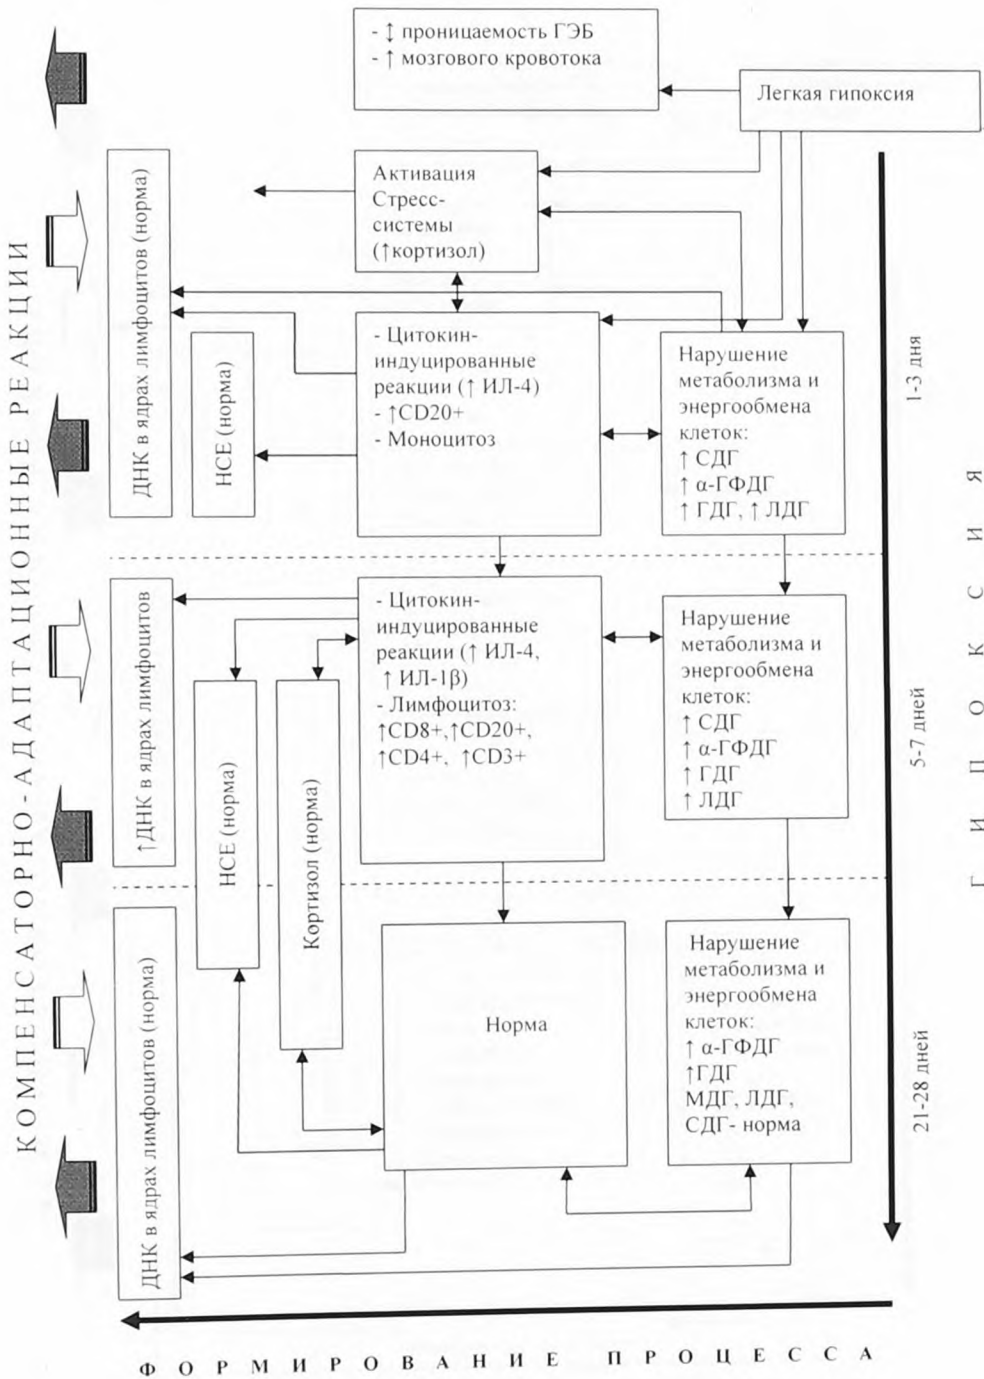 - ↕ проницаемость ГЭБ
- ↑ мозгового кровотока
Легкая гипоксия
Активация
Стресс-
системы
(↑кортизол)
ДНК в ядрах лимфоцитов (норма)
НСЕ (норма)
- Цитокин-
индуцированные
реакции (↑ ИЛ-4)
- ↑CD20+
- Моноцитоз
Нарушение
метаболизма и
энергообмена
клеток:
↑ СДГ
↑ α-ГФДГ
↑ ГДГ, ↑ ЛДГ
1-3 дня
↑ДНК в ядрах лимфоцитов
НСЕ (норма)
Кортизол (норма)
- Цитокин-
индуцированные
реакции (↑ ИЛ-4,
↑ ИЛ-1β)
- Лимфоцитоз:
↑CD8+,↑CD20+,
↑CD4+, ↑CD3+
Нарушение
метаболизма и
энергообмена
клеток:
↑ СДГ
↑ α-ГФДГ
↑ ГДГ
↑ ЛДГ
5-7 дней
ДНК в ядрах лимфоцитов (норма)
Норма
Нарушение
метаболизма и
энергообмена
клеток:
↑ α-ГФДГ
↑ГДГ
МДГ, ЛДГ,
СДГ- норма
21-28 дней
КОМПЕНСАТОРНО-АДАПТАЦИОННЫЕ РЕАКЦИИ
ГИПОКСИЯ
ФОРМИРОВАНИЕ ПРОЦЕССА